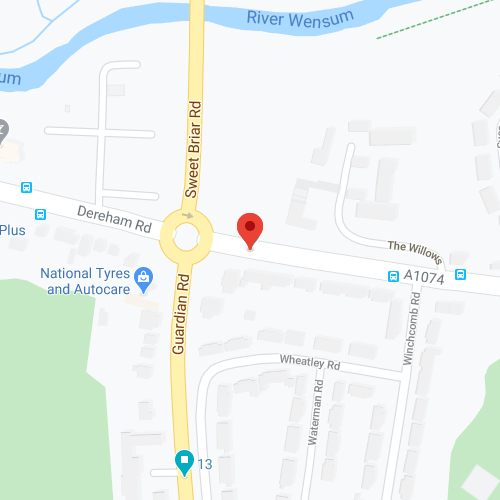 River Wensum
um
Sweet Briar Rd
Z
Dereham Rd
Plus
The Willows
National Tyres
and Autocare
A1074
Guardian Rd
Winchcomb Rd
Wheatley Rd
Waterman Rd
13